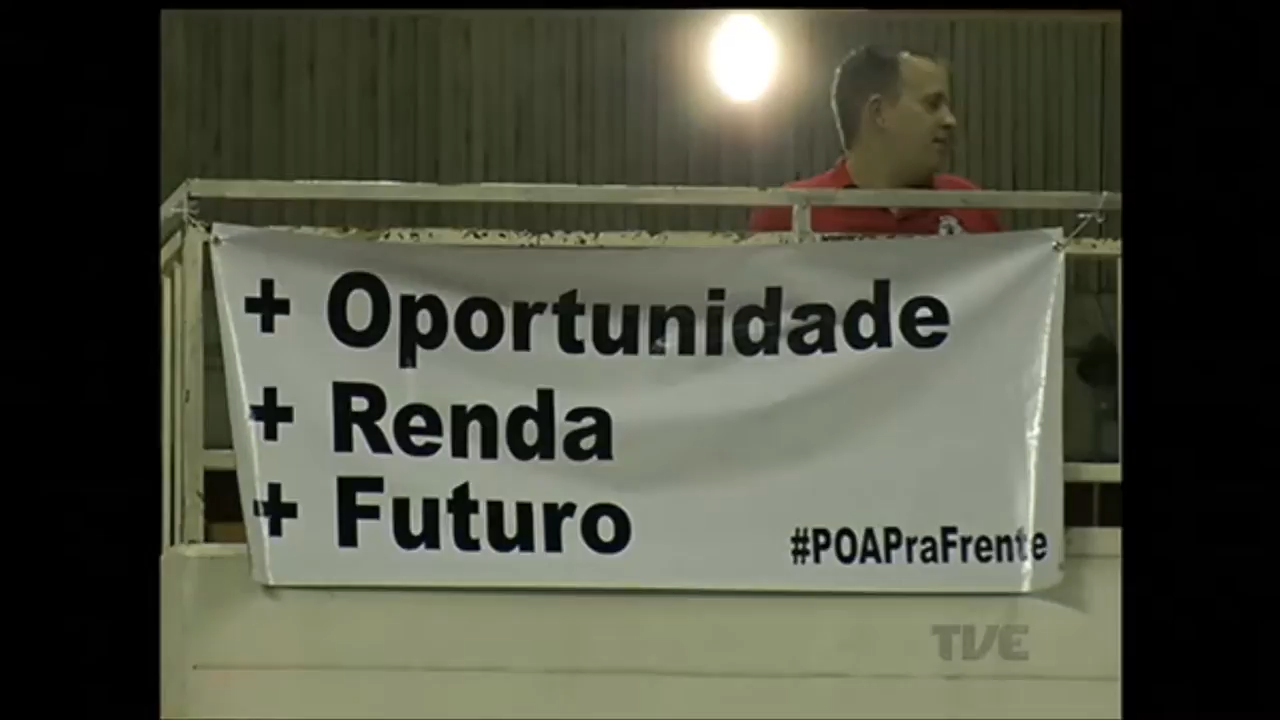 + Oportunidade
+ Renda
+ Futuro
#POAPraFrente
TVE